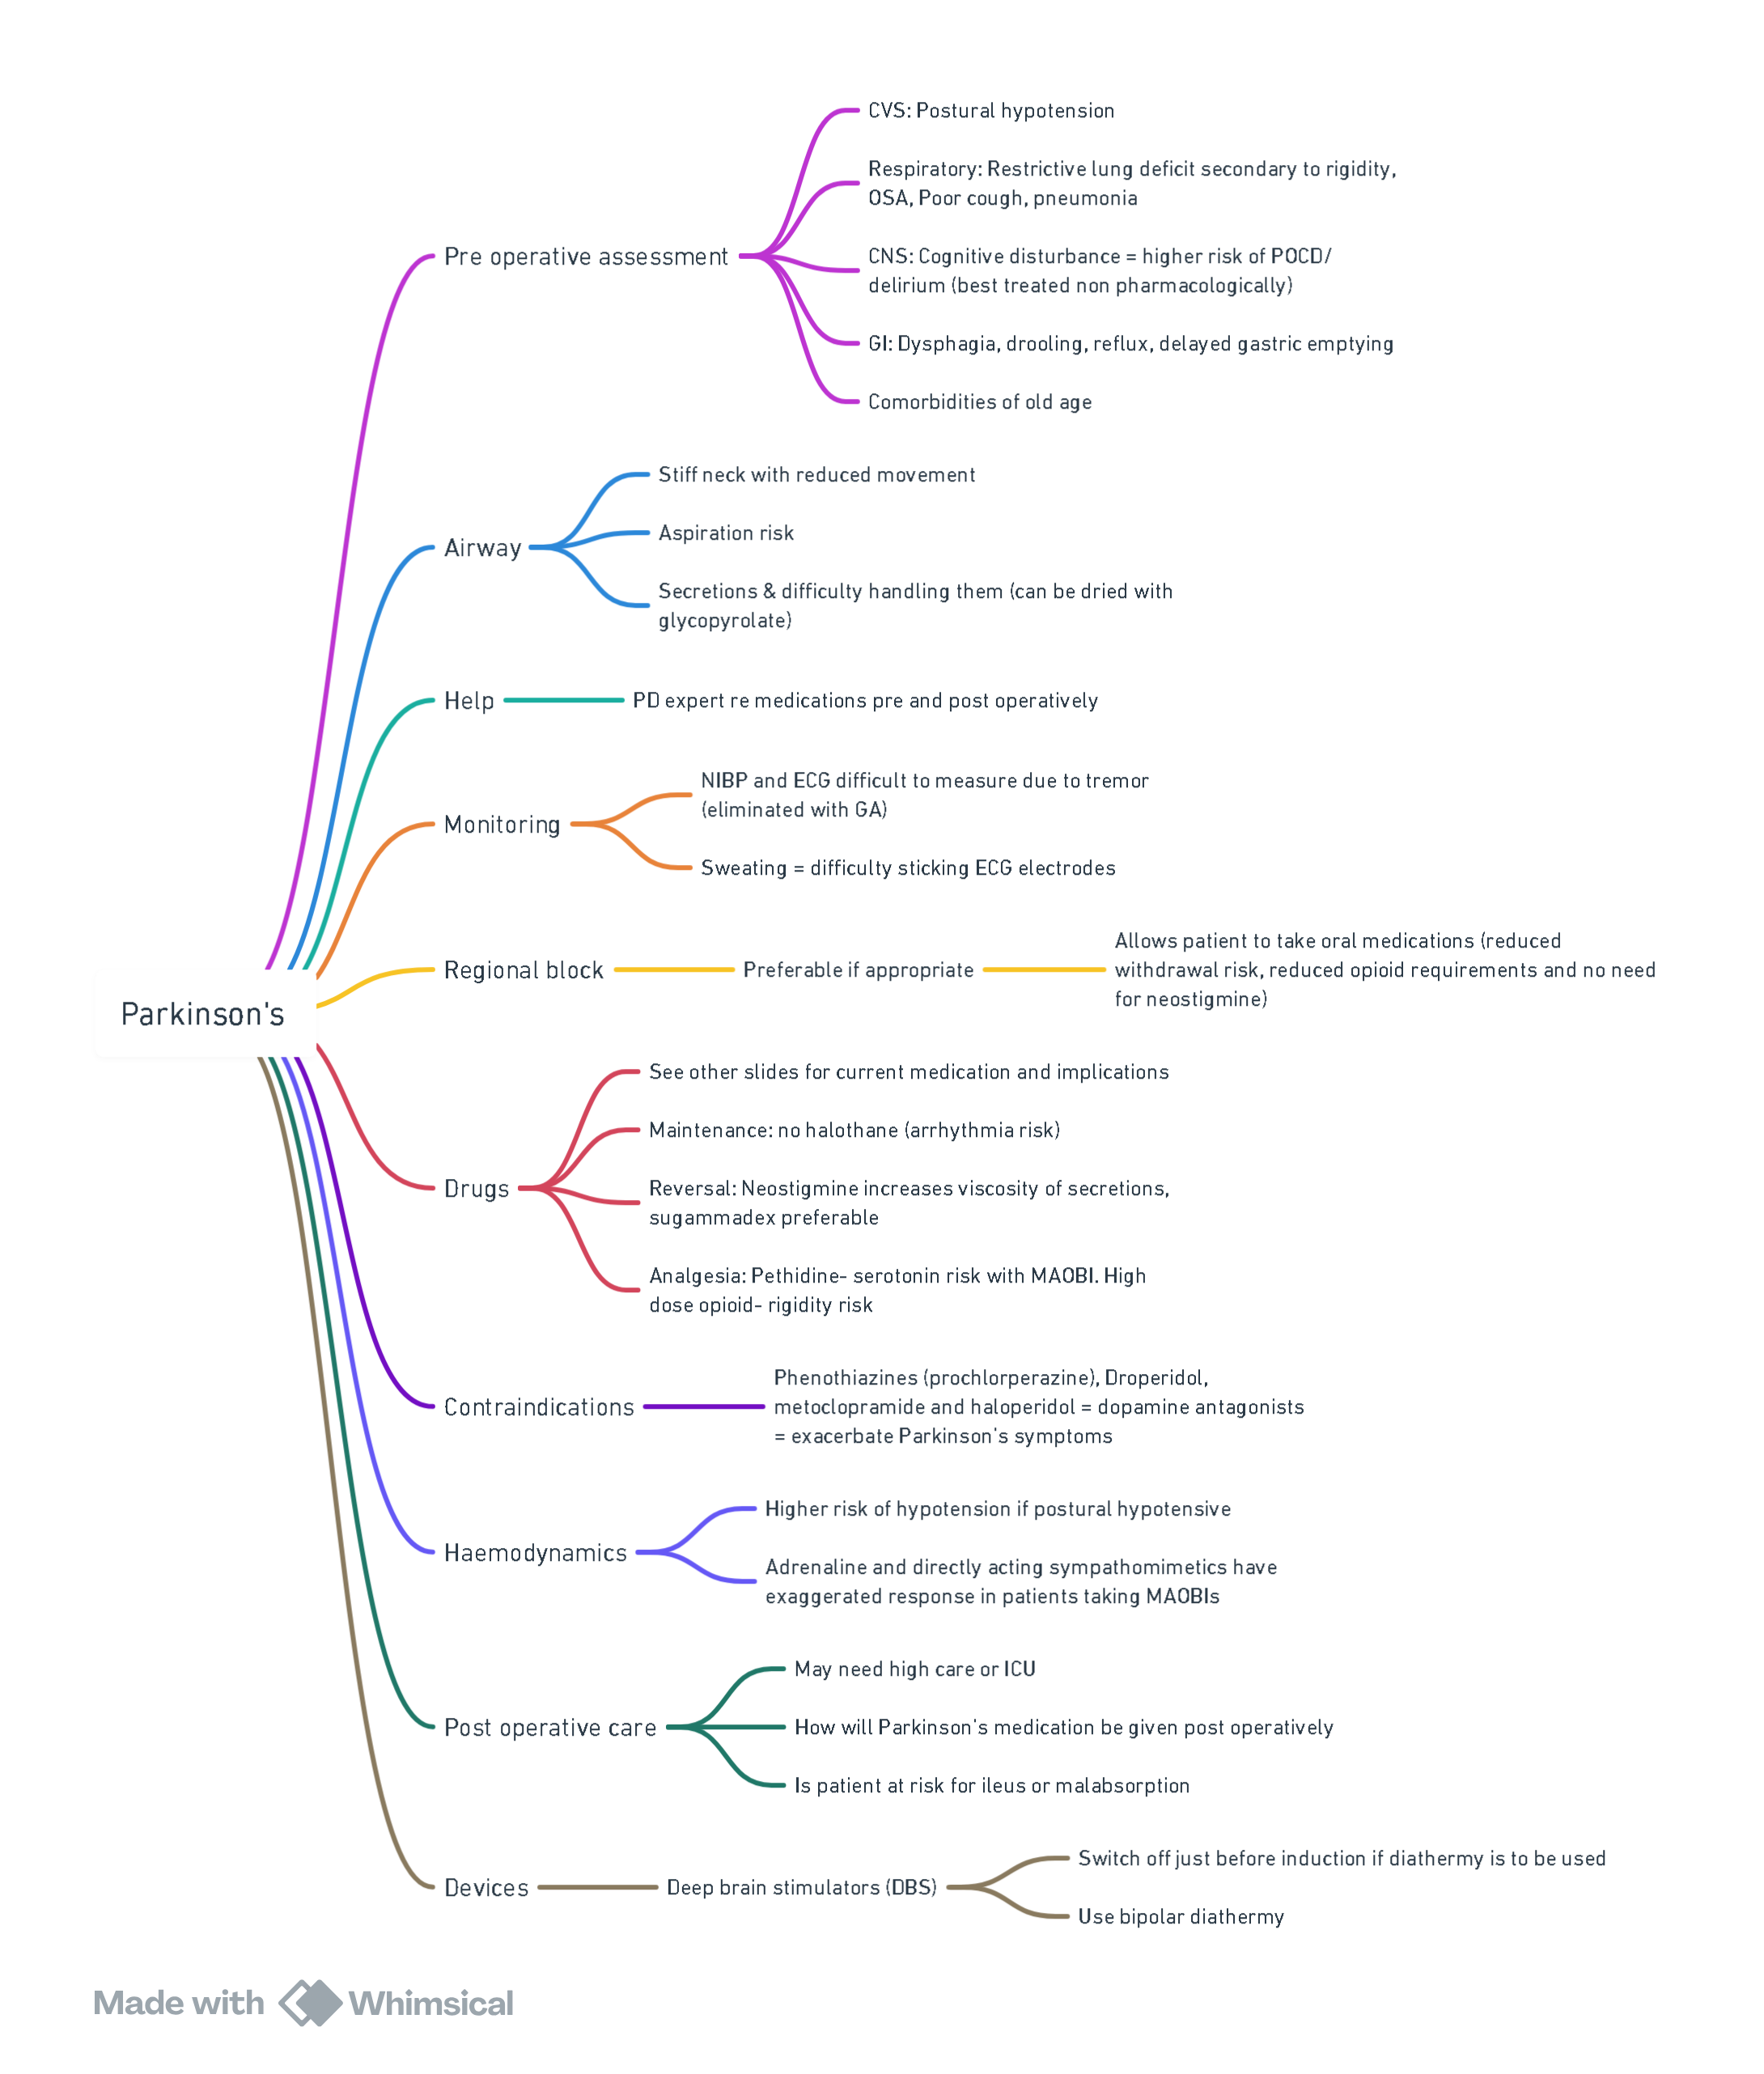 CVS: Postural hypotension
Respiratory: Restrictive lung deficit secondary to rigidity,
OSA, Poor cough, pneumonia
Pre operative assessment
CNS: Cognitive disturbance = higher risk of POCD/
delirium (best treated non pharmacologically)
GI: Dysphagia, drooling, reflux, delayed gastric emptying
Comorbidities of old age
Stiff neck with reduced movement
Airway
Aspiration risk
Secretions & difficulty handling them (can be dried with
glycopyrolate)
Help
PD expert re medications pre and post operatively
NIBP and ECG difficult to measure due to tremor
(eliminated with GA)
Monitoring
Sweating = difficulty sticking ECG electrodes
Regional block
Preferable if appropriate
Allows patient to take oral medications (reduced
withdrawal risk, reduced opioid requirements and no need
for neostigmine)
Parkinson's
See other slides for current medication and implications
Maintenance: no halothane (arrhythmia risk)
Drugs
Reversal: Neostigmine increases viscosity of secretions,
sugammadex preferable
Analgesia: Pethidine- serotonin risk with MAOBI. High
dose opioid- rigidity risk
Contraindications
Phenothiazines (prochlorperazine), Droperidol,
metoclopramide and haloperidol = dopamine antagonists
= exacerbate Parkinson's symptoms
Higher risk of hypotension if postural hypotensive
Haemodynamics
Adrenaline and directly acting sympathomimetics have
exaggerated response in patients taking MAOBIs
May need high care or ICU
Post operative care
How will Parkinson's medication be given post operatively
Is patient at risk for ileus or malabsorption
Devices
Deep brain stimulators (DBS)
Switch off just before induction if diathermy is to be used
Use bipolar diathermy
Made with Whimsical